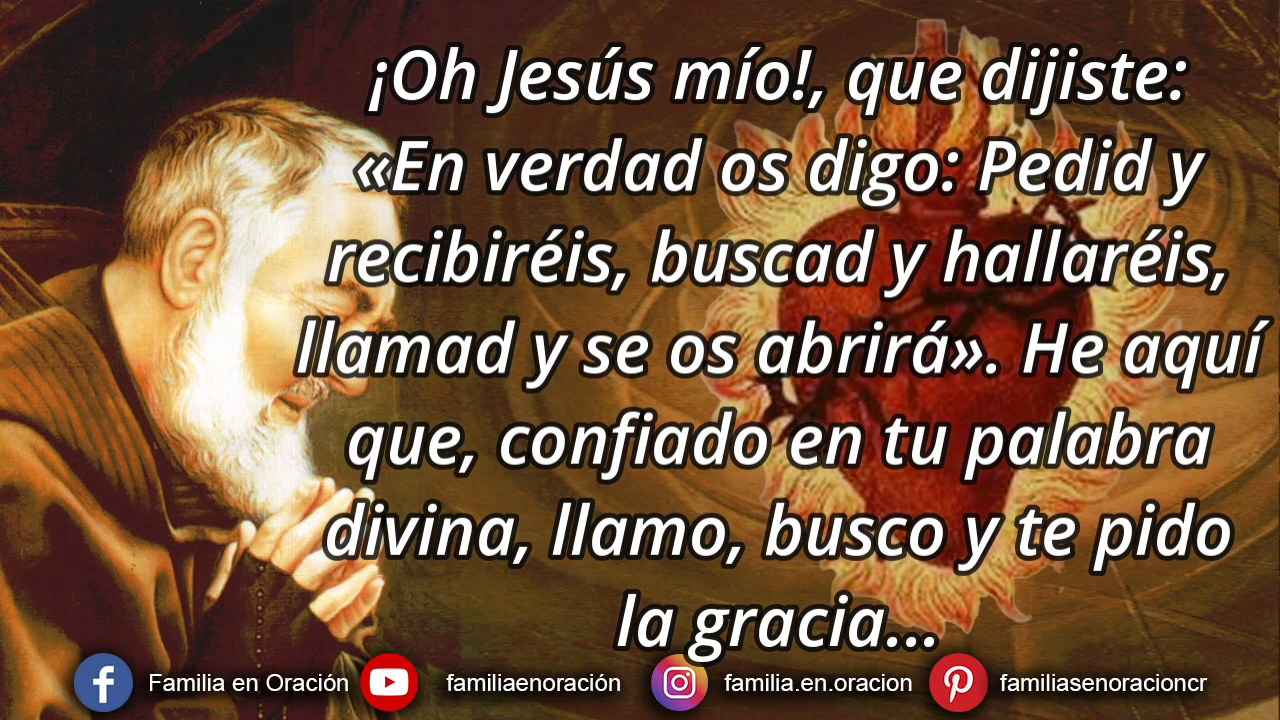 ¡Oh Jesús mío!, que dijiste:
«En verdad os digo: Pedid y
recibiréis, buscad y hallaréis,
llamad y se os abrirá». He aquí
que, confiado en tu palabra
divina, llamo, busco y te pido
la gracia...
Familia en Oración familiaenoración familia.en.oracion familiasenoracioncr